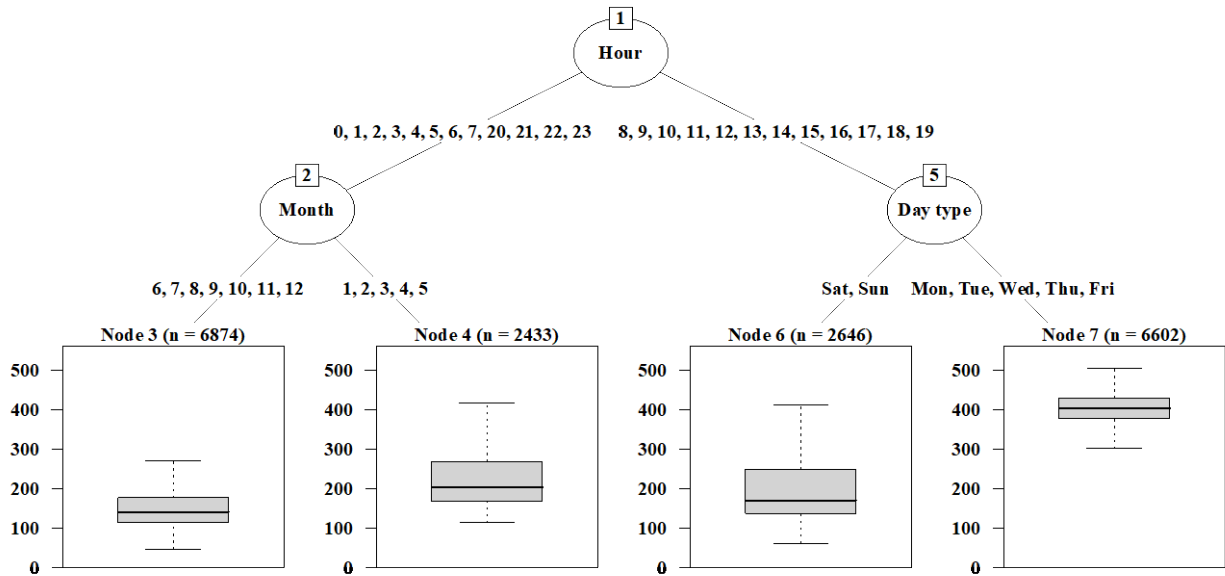 1
Hour
0, 1, 2, 3, 4, 5, 6, 7, 20, 21, 22, 23
8, 9, 10, 11, 12, 13, 14, 15, 16, 17, 18, 19
2
Month
5
Day type
6, 7, 8, 9, 10, 11, 12
1, 2, 3, 4, 5
Sat, Sun
Mon, Tue, Wed, Thu, Fri
Node 3 (n = 6874)
500
400
300
200
100
0
Node 4 (n = 2433)
500
400
300
200
100
0
Node 6 (n = 2646)
500
400
300
200
100
0
Node 7 (n = 6602)
500
400
300
200
100
0